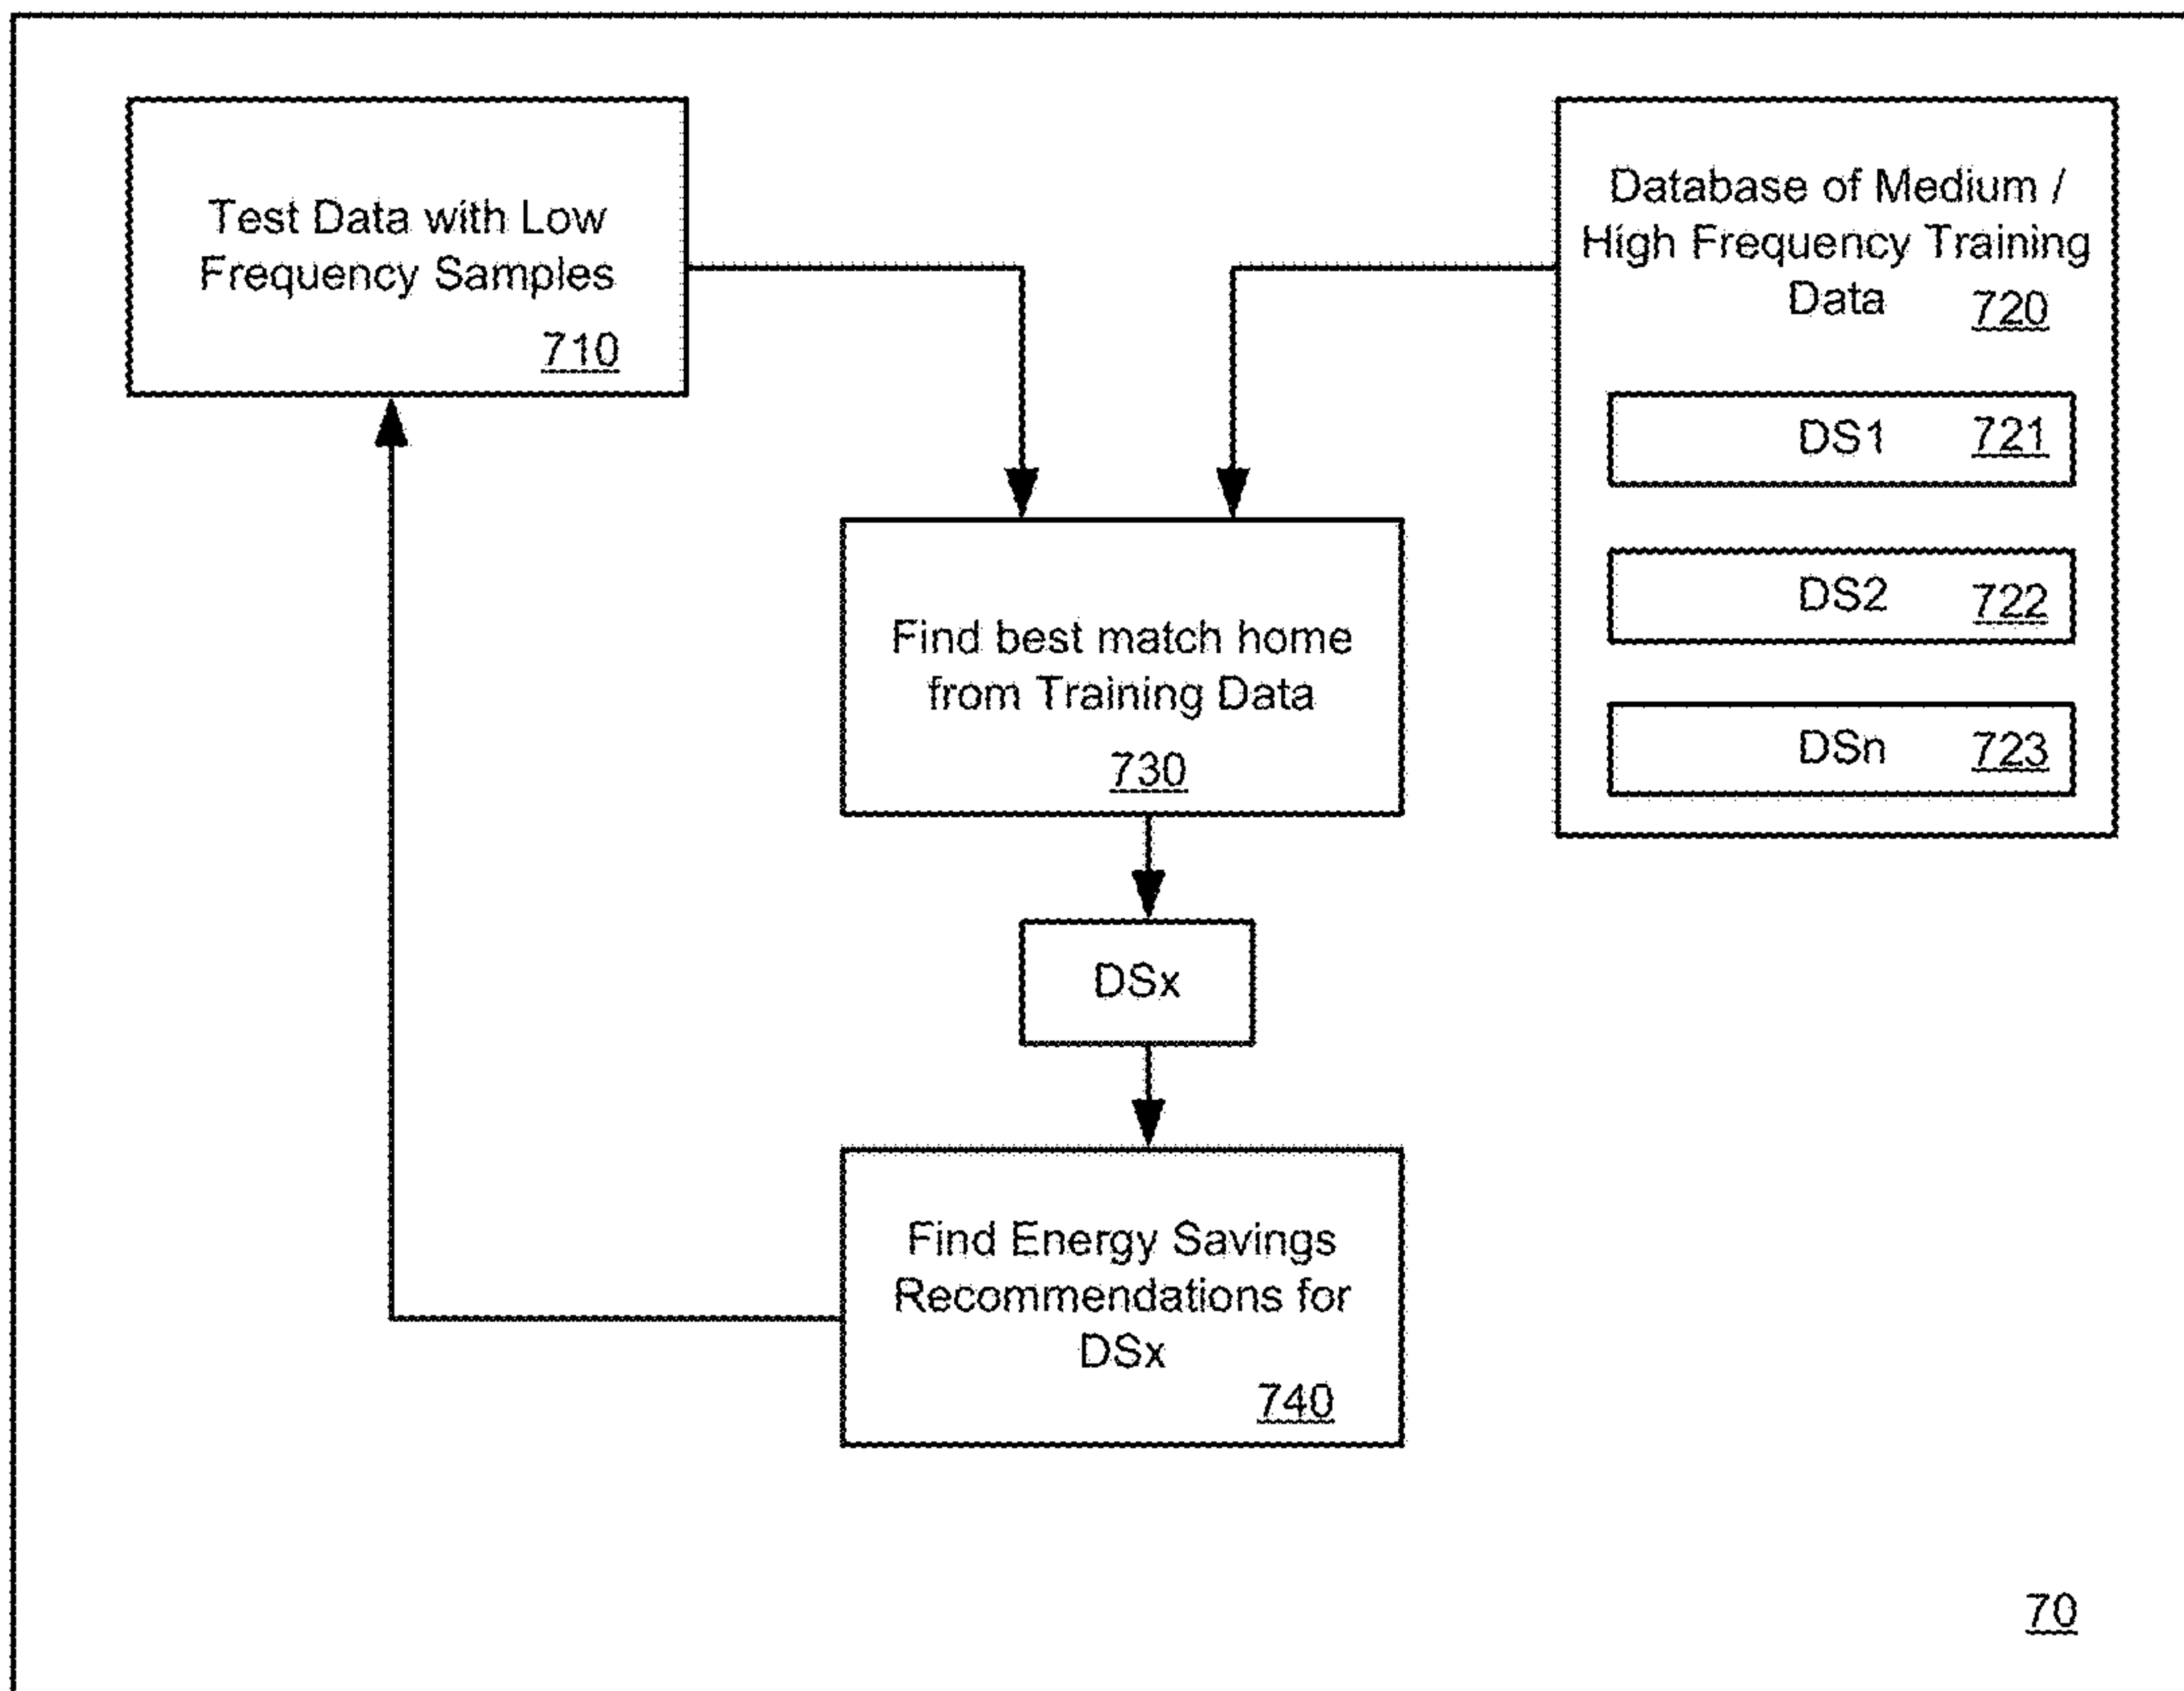 Test Data with Low
Frequency Samples
710
Database of Medium /
High Frequency Training
Data 720
DS1 721
DS2 722
DSn 723
Find best match home
from Training Data
730
DSx
Find Energy Savings
Recommendations for
DSx
740
70